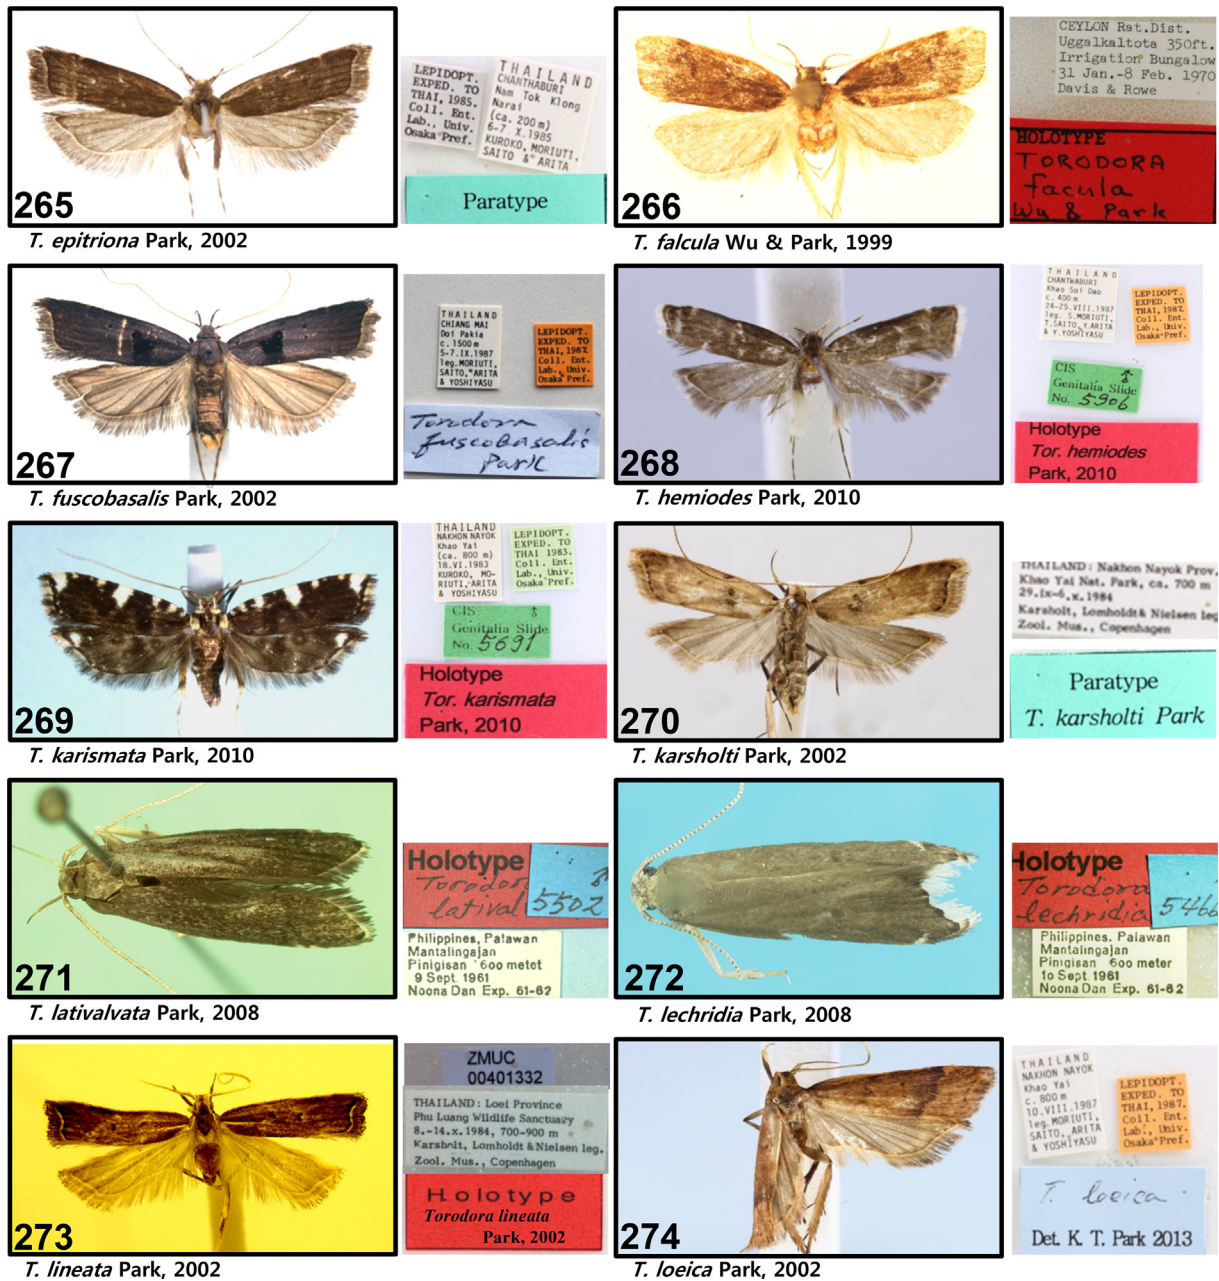 265
LEPIDOPT.
EXPED. TO
THAI, 1985.
Coll. Ent.
Lab., Univ.
Osaka Pref.
THAILAND
CHANTHABURI
Nam Tok Klong
Narai
(ca. 200 m)
6-7 X.1985
KUROKO, MORIUTI,
SAITO & ARITA
Paratype
T. epitriona Park, 2002
266
CEYLON Rat.Dist.
Uggalkaltota 350ft.
Irrigation Bungalow
31 Jan.-8 Feb. 1970
Davis & Rowe
HOLOTYPE
TORODORA
facula
Wu & Park
T. falcula Wu & Park, 1999
267
THAILAND
CHIANG MAI
Doi Pakia
c. 1500 m
5-7.IX.1987
leg. MORIUTI,
SAITO, ARITA
& YOSHIYASU
LEPIDOPT.
EXPED. TO
THAI, 1987.
Coll. Ent.
Lab., Univ.
Osaka Pref.
Torodora
fuscobasalis
Park
T. fuscobasalis Park, 2002
268
THAILAND
CHANTHABURI
Khao Soi Dao
c. 400 m
24-25.VIII.1987
leg. S.MORIUTI,
T.SAITO, Y.ARITA
& Y.YOSHIYASU
LEPIDOPT.
EXPED. TO
THAI, 1987.
Coll. Ent.
Lab., Univ.
Osaka Pref.
CIS ♂
Genitalia Slide
No. 5906
Holotype
Tor. hemiodes
Park, 2010
T. hemiodes Park, 2010
269
THAILAND
NAKHON NAYOK
Khao Yai
(ca. 800 m)
18.VI.1983
KUROKO, MO-
RIUTI, ARITA
& YOSHIYASU
LEPIDOPT.
EXPED. TO
THAI 1983.
Coll. Ent.
Lab., Univ.
Osaka Pref.
CIS ♂
Genitalia Slide
No. 5691
Holotype
Tor. karismata
Park, 2010
T. karismata Park, 2010
270
THAILAND: Nakhon Nayok Prov.
Khao Yai Nat. Park, ca. 700 m
29.ix-6.x.1984
Karsholt, Lomholdt & Nielsen leg
Zool. Mus., Copenhagen
Paratype
T. karsholti Park
T. karsholti Park, 2002
271
Holotype
Torodor
latival
♂
5502
Philippines, Palawan
Mantalingajan
Pinigisan 600 metet
9 Sept. 1961
Noona Dan Exp. 61-62
T. lativalvata Park, 2008
272
Holotype
Torodora
lechridia
5466
Philippines. Palawan
Mantalingajan
Pinigisan 600 meter
10 Sept. 1961
Noona Dan Exp. 61-62
T. lechridia Park, 2008
273
ZMUC
00401332
THAILAND: Loei Province
Phu Luang Wildlife Sanctuary
8.-14.x.1984, 700-900 m
Karsholt, Lomholdt & Nielsen leg.
Zool. Mus., Copenhagen
Holotype
Torodora lineata
Park, 2002
T. lineata Park, 2002
274
THAILAND
NAKHON NAYOK
Khao Yai
c. 800 m
10.VIII.1987
leg. MORIUTI,
SAITO, ARITA
& YOSHIYASU
LEPIDOPT.
EXPED. TO
THAI, 1987.
Coll. Ent.
Lab., Univ.
Osaka Pref.
T. loeica
Det. K. T. Park 2013
T. loeica Park, 2002